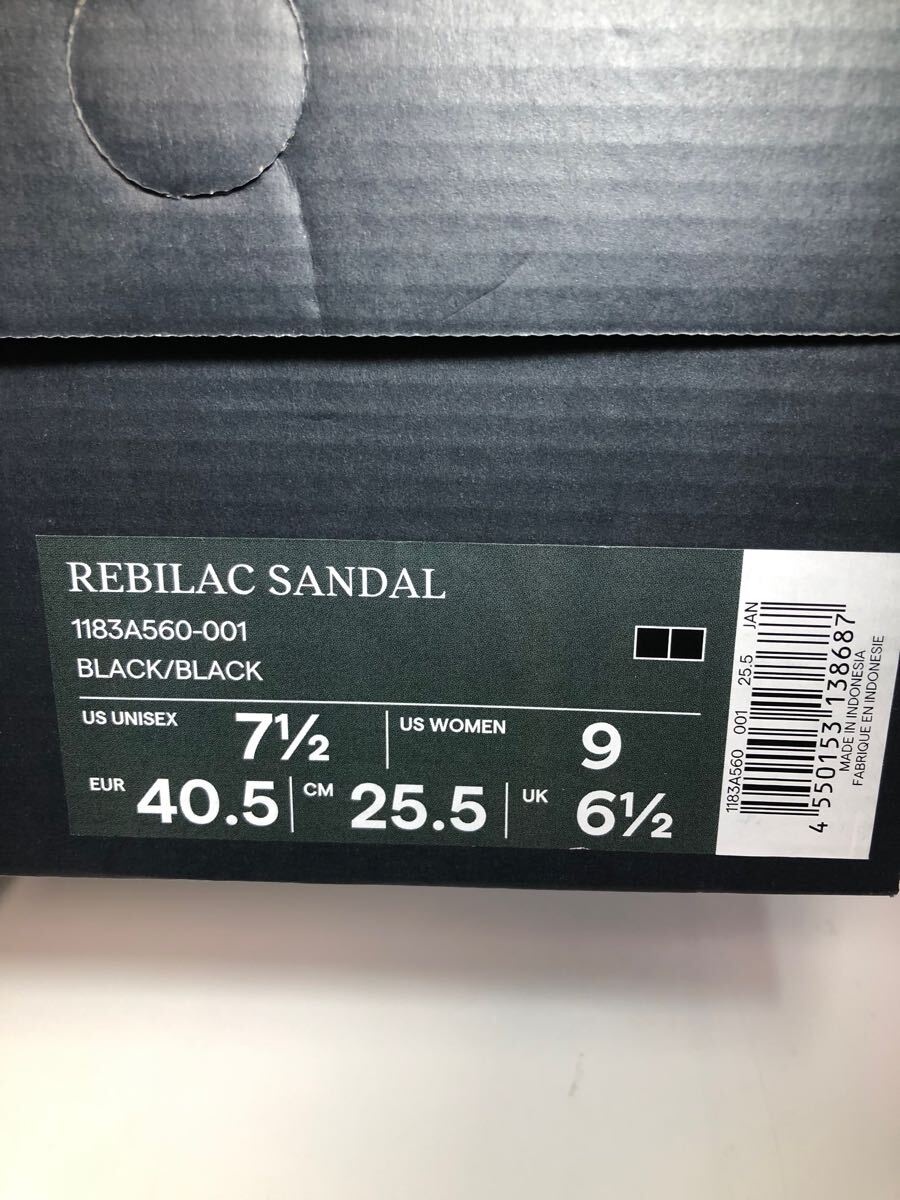 REBILAC SANDAL
1183A560-001
BLACK/BLACK
US UNISEX 7½
US WOMEN 9
EUR 40.5
CM 25.5
UK 6½
1183A560 001 25.5 JAN
4 550153 138687
MADE IN INDONESIA
FABRIQUE EN INDONESIE